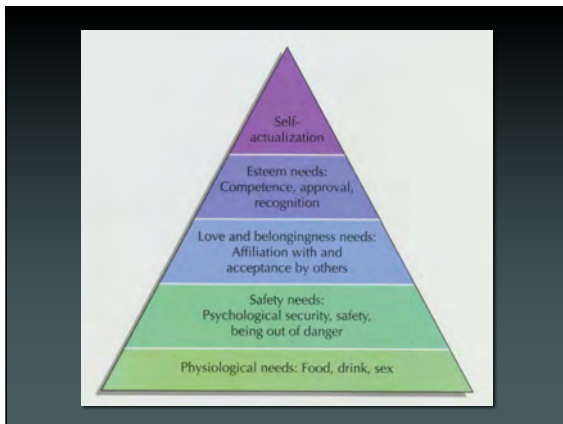 Self-
actualization
Esteem needs:
Competence, approval,
recognition
Love and belongingness needs:
Affiliation with and
acceptance by others
Safety needs:
Psychological security, safety,
being out of danger
Physiological needs: Food, drink, sex